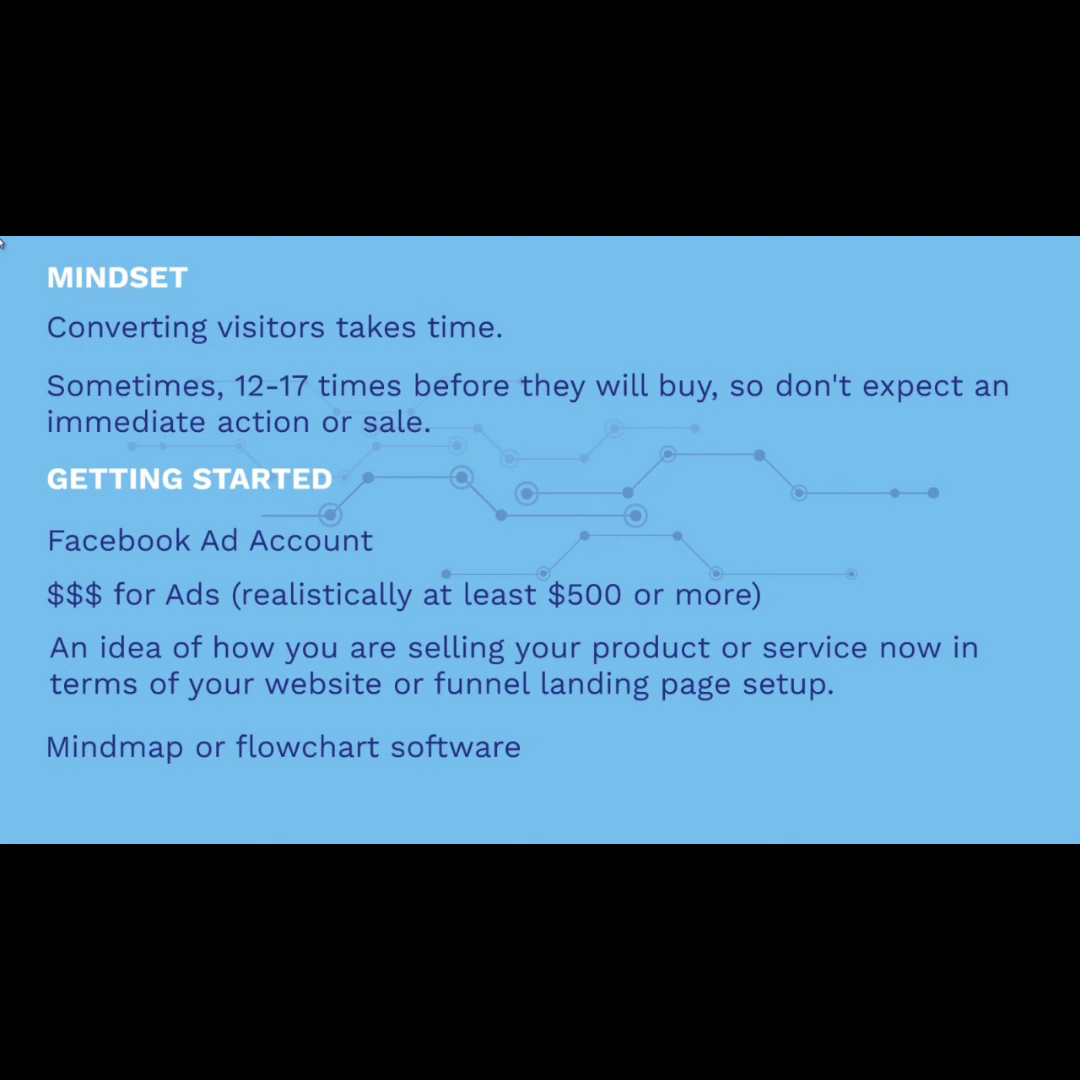 MINDSET
Converting visitors takes time.
Sometimes, 12-17 times before they will buy, so don't expect an
immediate action or sale.
GETTING STARTED
Facebook Ad Account
$$$ for Ads (realistically at least $500 or more)
An idea of how you are selling your product or service now in
terms of your website or funnel landing page setup.
Mindmap or flowchart software